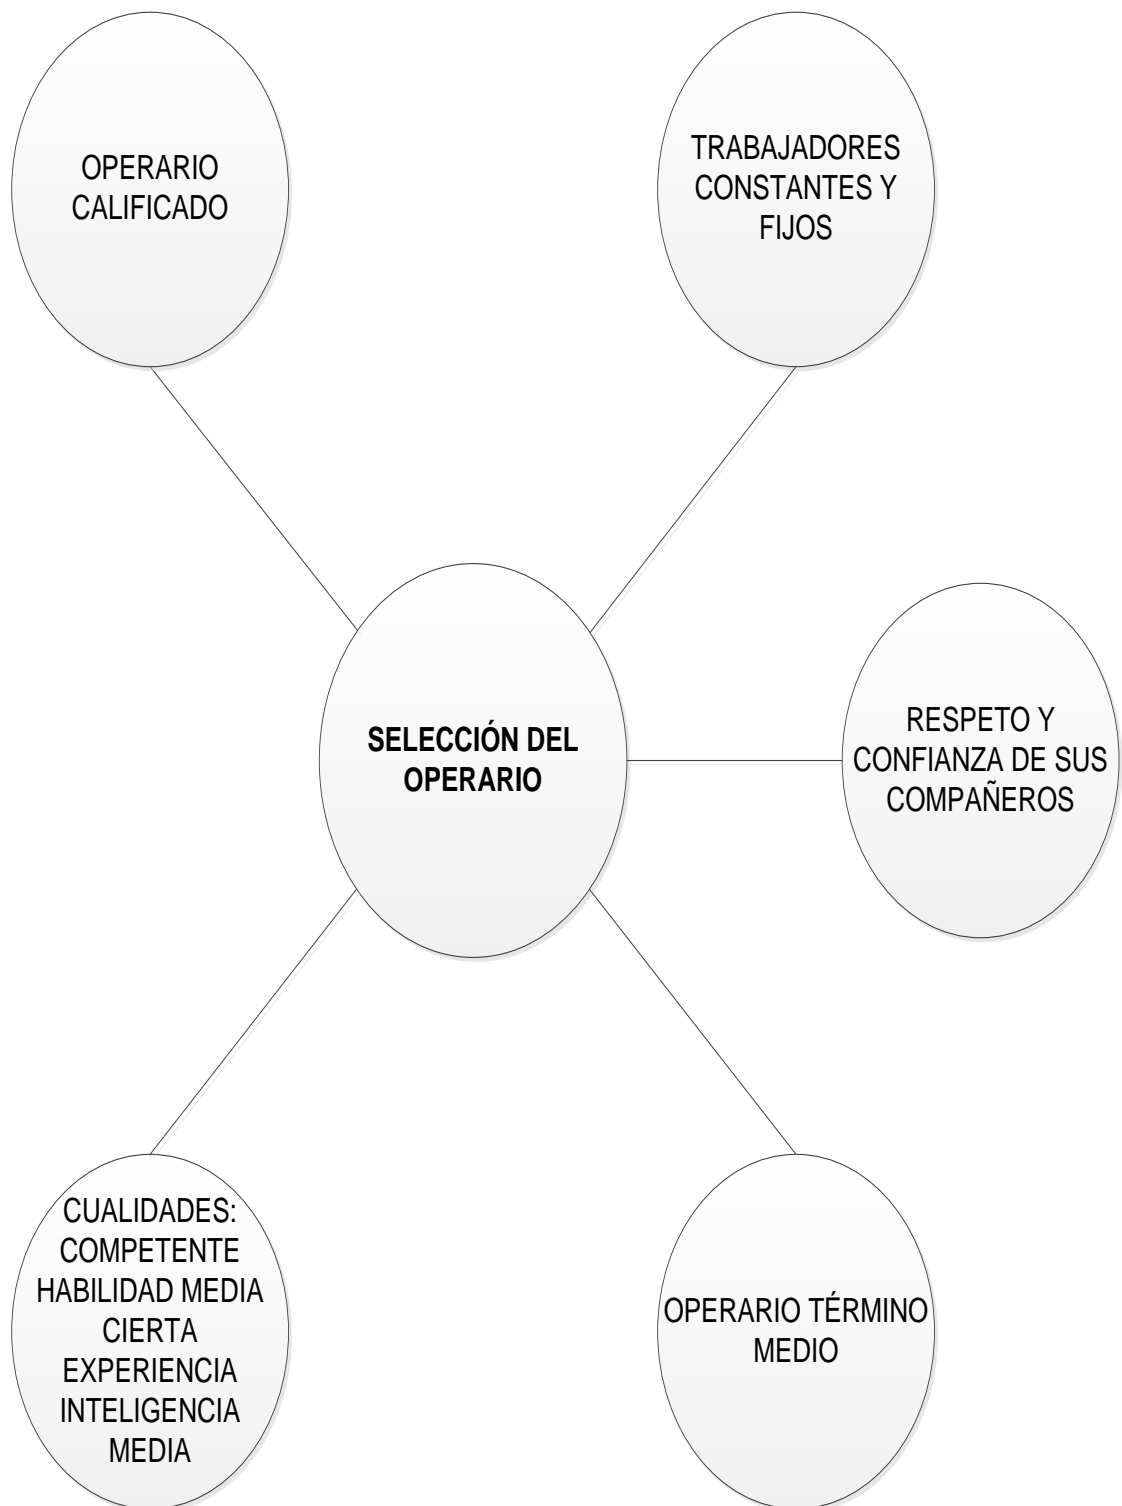 OPERARIO
CALIFICADO
TRABAJADORES
CONSTANTES Y
FIJOS
RESPETO Y
CONFIANZA DE SUS
COMPAÑEROS
SELECCIÓN DEL
OPERARIO
CUALIDADES:
COMPETENTE
HABILIDAD MEDIA
CIERTA
EXPERIENCIA
INTELIGENCIA
MEDIA
OPERARIO TÉRMINO
MEDIO